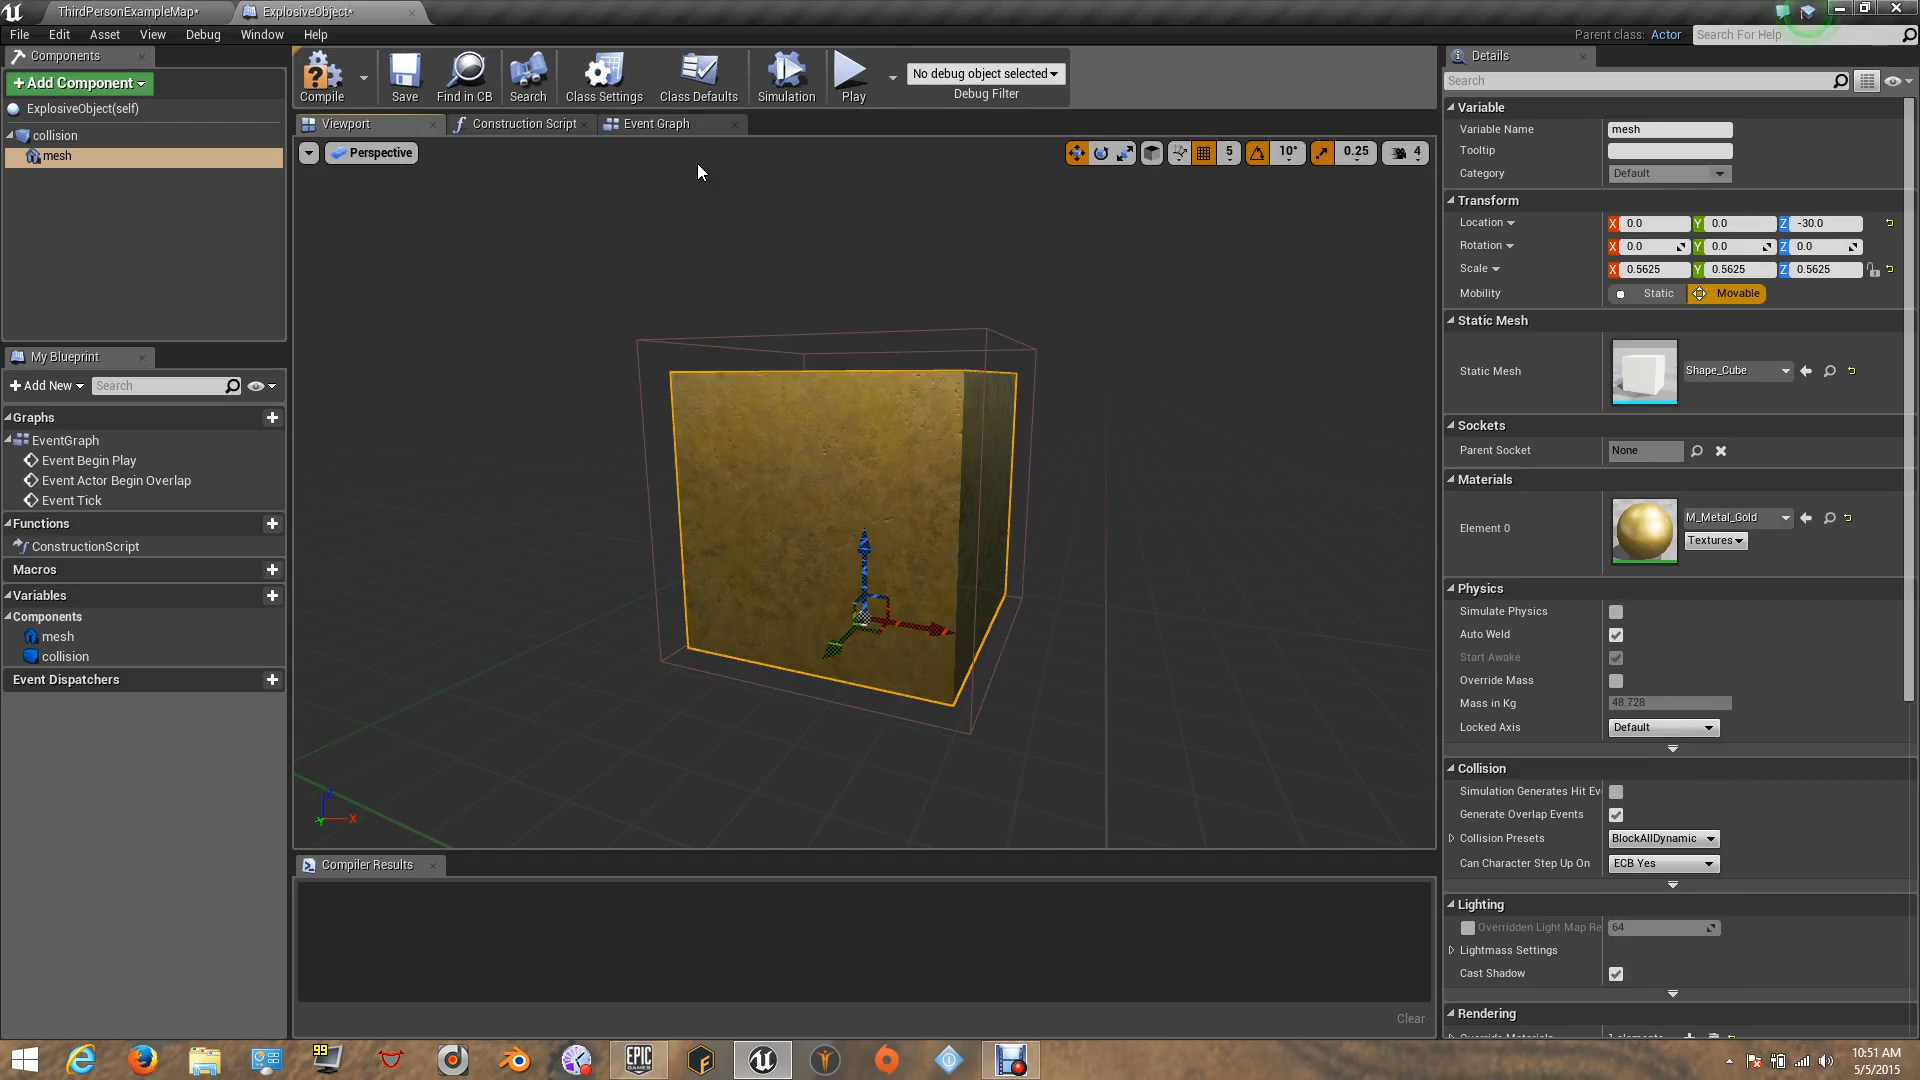 ThirdPersonExampleMap*
ExplosiveObject*
File Edit Asset View Debug Window Help
Parent class: Actor
Search For Help
Components
+Add Component
ExplosiveObject(self)
collision
mesh
Compile
Save
Find in CB
Search
Class Settings
Class Defaults
Simulation
Play
No debug object selected
Debug Filter
Viewport
Construction Script
Event Graph
Perspective
5
10°
0.25
4
X
Z
Y
My Blueprint
+Add New
Search
Graphs
EventGraph
Event Begin Play
Event Actor Begin Overlap
Event Tick
Functions
ConstructionScript
Macros
Variables
Components
mesh
collision
Event Dispatchers
Compiler Results
Clear
Details
Search
Variable
Variable Name mesh
Tooltip
Category Default
Transform
Location X 0.0 Y 0.0 Z -30.0
Rotation X 0.0 Y 0.0 Z 0.0
Scale X 0.5625 Y 0.5625 Z 0.5625
Mobility Static Movable
Static Mesh
Static Mesh Shape_Cube
Sockets
Parent Socket None
Materials
Element 0 M_Metal_Gold
Textures
Physics
Simulate Physics
Auto Weld
Start Awake
Override Mass
Mass in Kg 48.728
Locked Axis Default
Collision
Simulation Generates Hit Ev
Generate Overlap Events
Collision Presets BlockAllDynamic
Can Character Step Up On ECB Yes
Lighting
Overridden Light Map Re 64
Lightmass Settings
Cast Shadow
Rendering
99
EPIC
GAMES
10:51 AM
5/5/2015